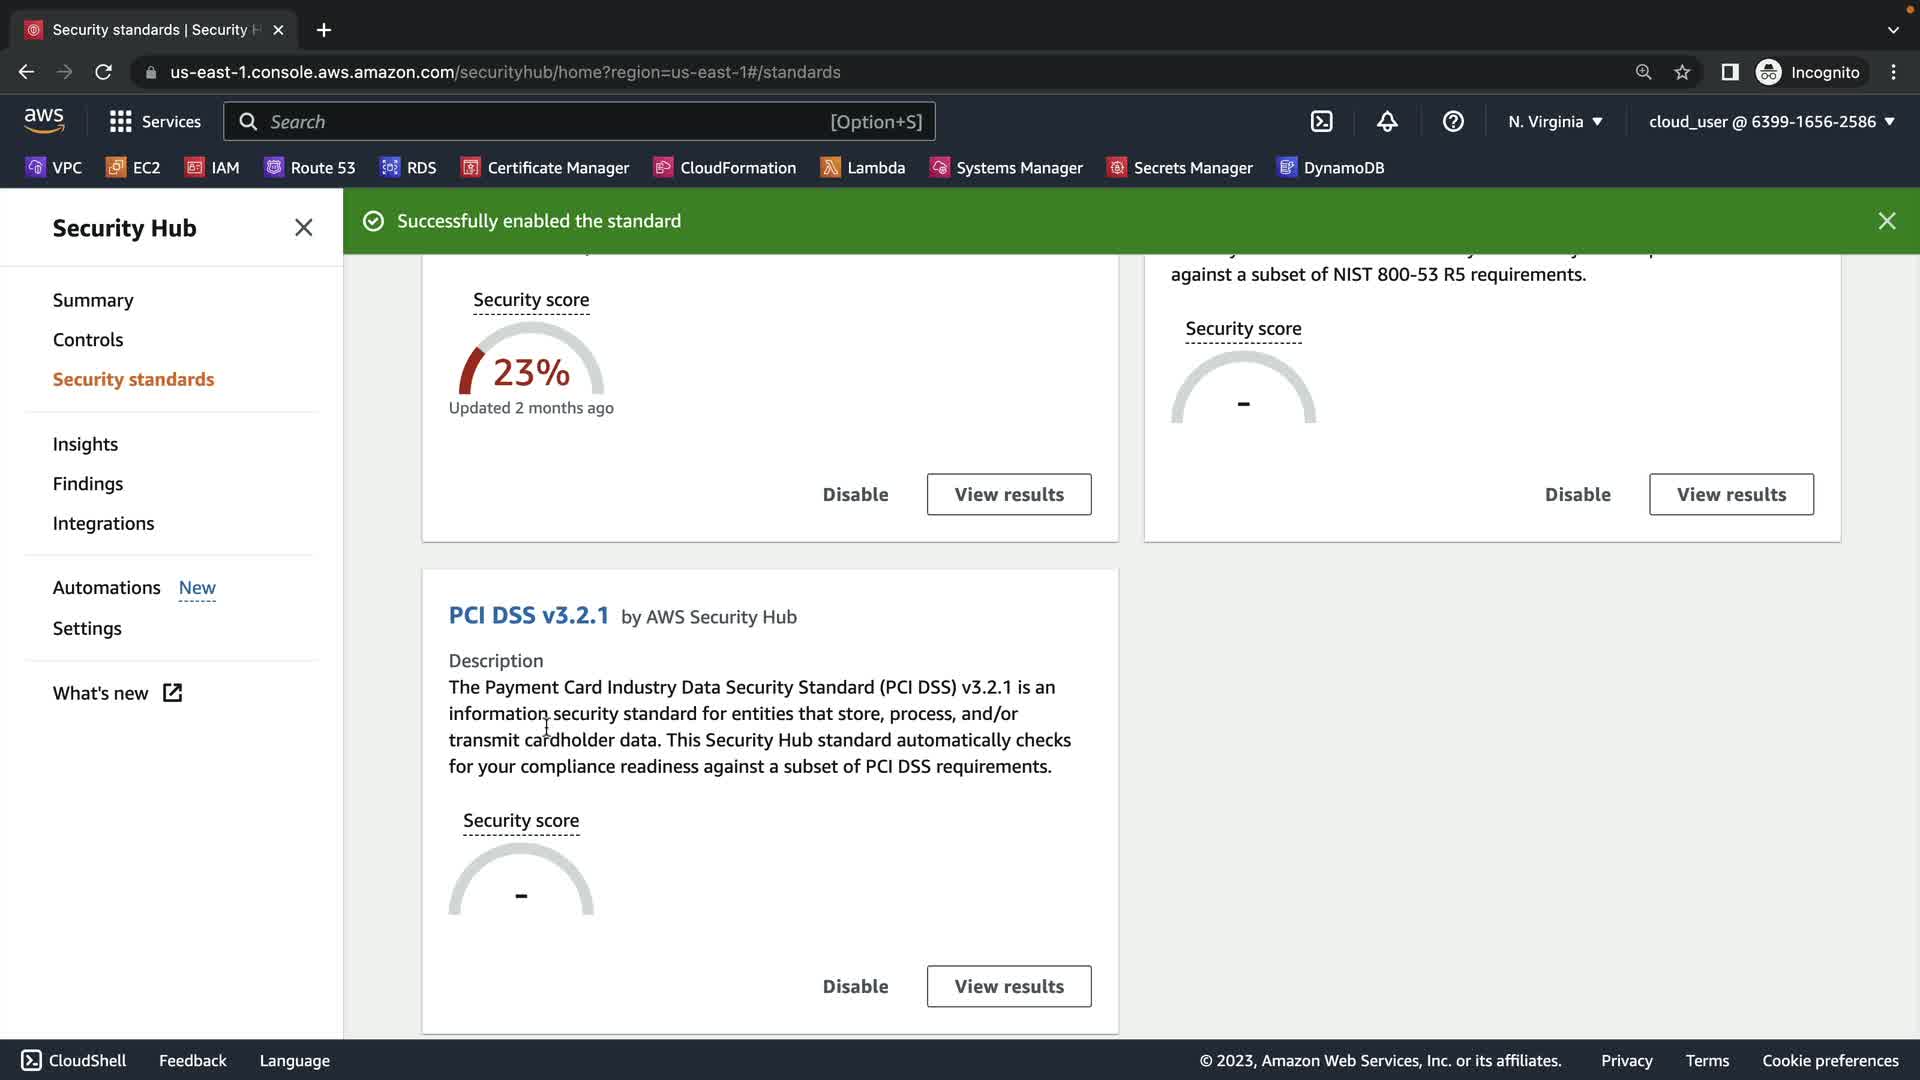 Security standards | Security H
us-east-1.console.aws.amazon.com/securityhub/home?region=us-east-1#/standards
Incognito
aws
Services
Search
[Option+S]
N. Virginia
cloud_user @ 6399-1656-2586
VPC
EC2
IAM
Route 53
RDS
Certificate Manager
CloudFormation
Lambda
Systems Manager
Secrets Manager
DynamoDB
Security Hub
Successfully enabled the standard
Summary
Controls
Security standards
Insights
Findings
Integrations
Automations New
Settings
What's new
Security score
23%
Updated 2 months ago
Disable
View results
against a subset of NIST 800-53 R5 requirements.
Security score
-
Disable
View results
PCI DSS v3.2.1 by AWS Security Hub
Description
The Payment Card Industry Data Security Standard (PCI DSS) v3.2.1 is an
information security standard for entities that store, process, and/or
transmit cardholder data. This Security Hub standard automatically checks
for your compliance readiness against a subset of PCI DSS requirements.
Security score
-
Disable
View results
CloudShell
Feedback
Language
© 2023, Amazon Web Services, Inc. or its affiliates.
Privacy
Terms
Cookie preferences